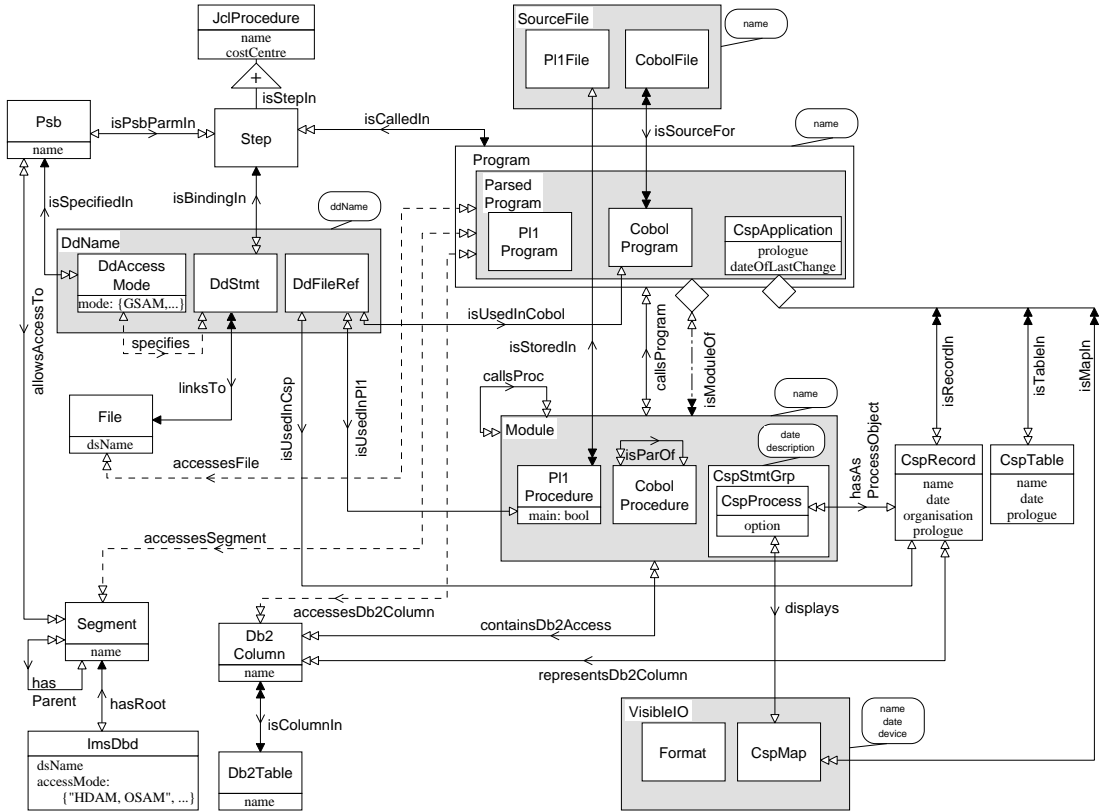 JclProcedure
name
costCentre
+
isStepIn
SourceFile
Pl1File
CobolFile
name
Psb
name
isPsbParmIn
Step
isCalledIn
isSourceFor
name
Program
Parsed
Program
Pl1
Program
Cobol
Program
CspApplication
prologue
dateOfLastChange
isSpecifiedIn
isBindingIn
ddName
DdName
DdAccess
Mode
mode: {GSAM,...}
DdStmt
DdFileRef
specifies
isUsedInCobol
allowsAccessTo
linksTo
isStoredIn
callsProgram
isModuleOf
isRecordIn
isTableIn
isMapIn
callsProc
name
File
dsName
accessesFile
isUsedInCsp
isUsedInPl1
Module
Pl1
Procedure
main: bool
isParOf
Cobol
Procedure
date
description
CspStmtGrp
CspProcess
option
hasAs
ProcessObject
CspRecord
name
date
organisation
prologue
CspTable
name
date
prologue
accessesSegment
accessesDb2Column
Segment
name
has
Parent
hasRoot
Db2
Column
name
containsDb2Access
displays
representsDb2Column
isColumnIn
ImsDbd
dsName
accessMode:
{"HDAM, OSAM", ...}
Db2Table
name
VisibleIO
Format
CspMap
name
date
device